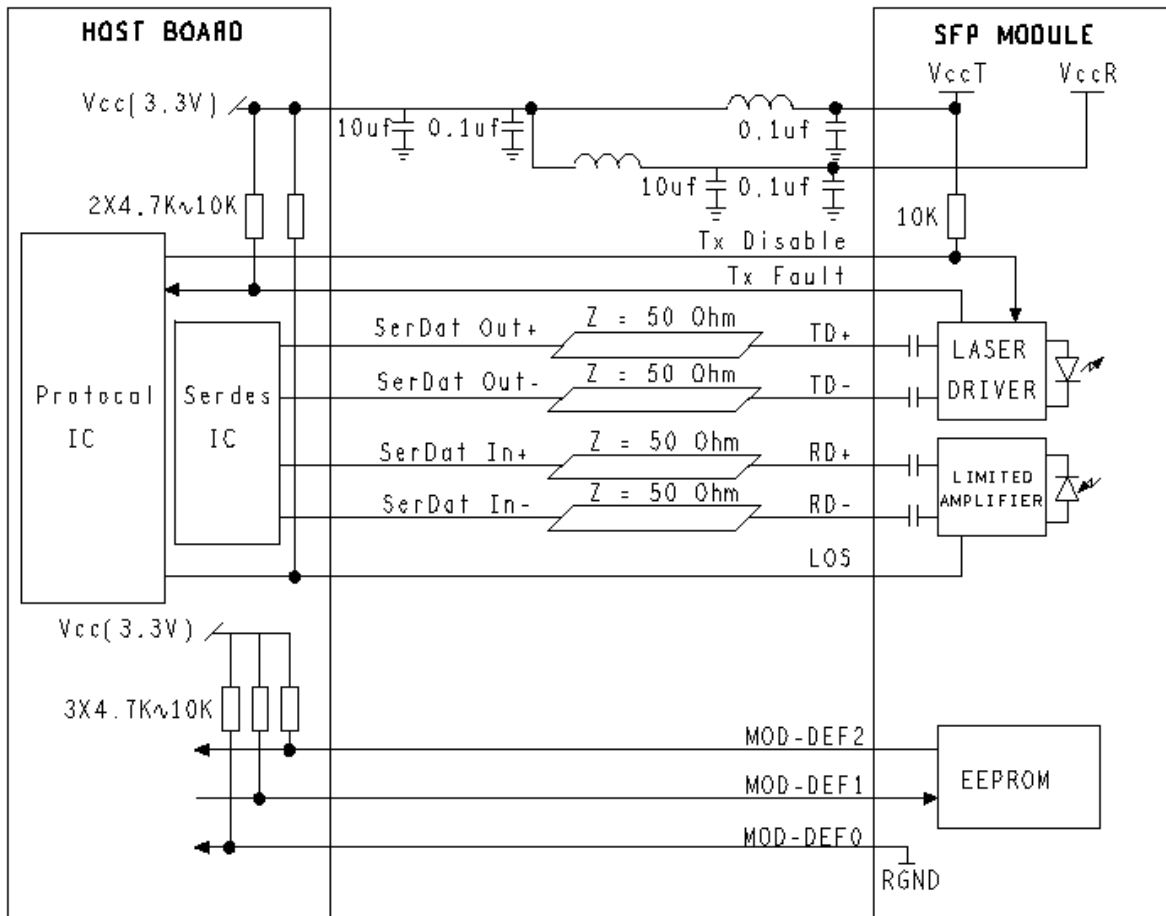 HOST BOARD
SFP MODULE
VccT
VccR
Vcc(3.3V)
10uf
0.1uf
0.1uf
10uf
0.1uf
2X4.7K∿10K
10K
Tx Disable
Tx Fault
SerDat Out+
Z = 50 Ohm
TD+
SerDat Out-
Z = 50 Ohm
TD-
LASER
DRIVER
Protocal
IC
Serdes
IC
SerDat In+
Z = 50 Ohm
RD+
SerDat In-
Z = 50 Ohm
RD-
LIMITED
AMPLIFIER
LOS
Vcc(3.3V)
3X4.7K∿10K
MOD-DEF2
MOD-DEF1
EEPROM
MOD-DEF0
RGND